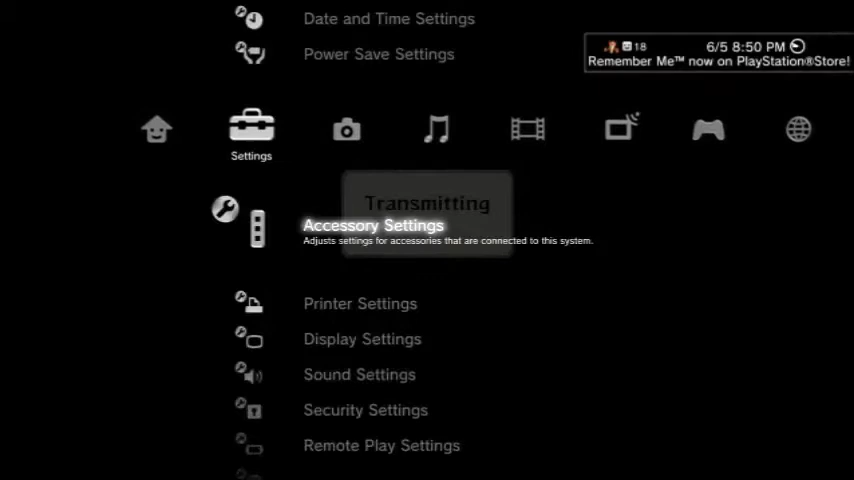 Date and Time Settings
Power Save Settings
18 6/5 8:50 PM
Remember Me™ now on PlayStation®Store!
Settings
Transmitting
Accessory Settings
Adjusts settings for accessories that are connected to this system.
Printer Settings
Display Settings
Sound Settings
Security Settings
Remote Play Settings